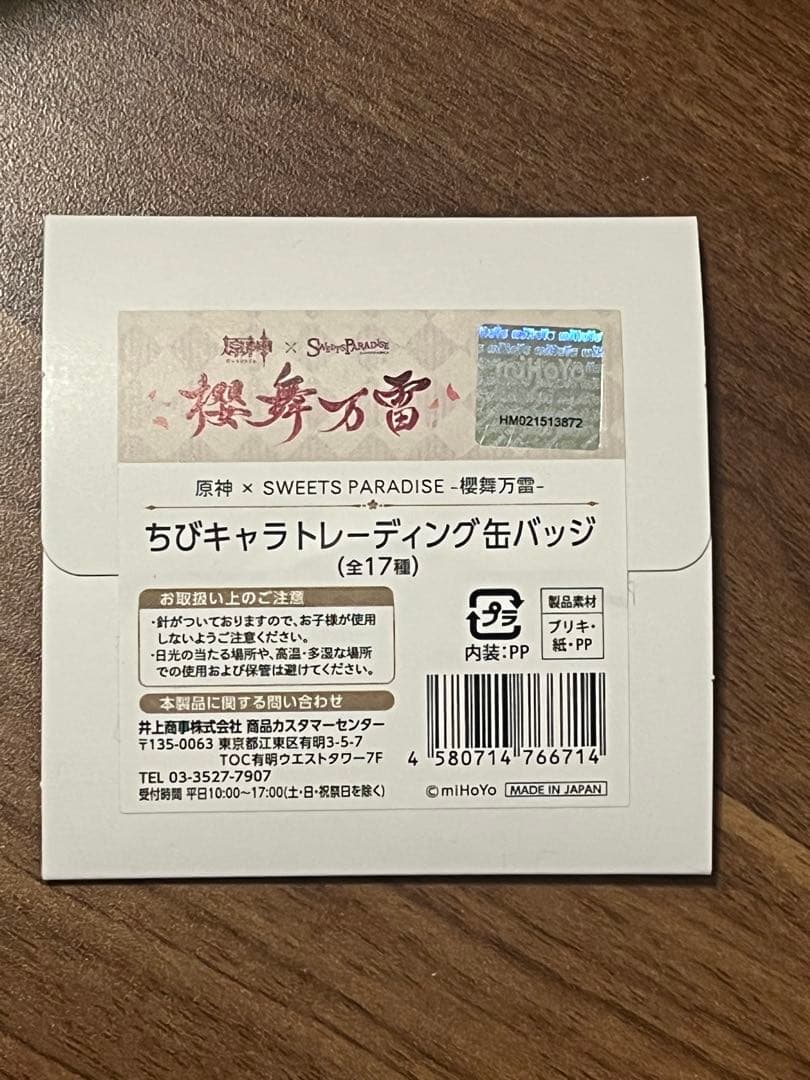 原神 × SWEETS PARADISE
櫻舞万雷
miHoYo
HM021513872
原神 × SWEETS PARADISE -櫻舞万雷-
ちびキャラトレーディング缶バッジ
(全17種)
お取扱い上のご注意
・針がついておりますので、お子様が使用
しないようご注意ください。
・日光の当たる場所や、高温・多湿な場所
での使用および保管は避けてください。
プラ
内装:PP
製品素材
ブリキ・
紙・PP
本製品に関する問い合わせ
井上商事株式会社 商品カスタマーセンター
〒135-0063 東京都江東区有明3-5-7
TOC有明ウエストタワー7F
TEL 03-3527-7907
受付時間 平日10:00～17:00(土・日・祝祭日を除く)
4 580714 766714
©miHoYo MADE IN JAPAN